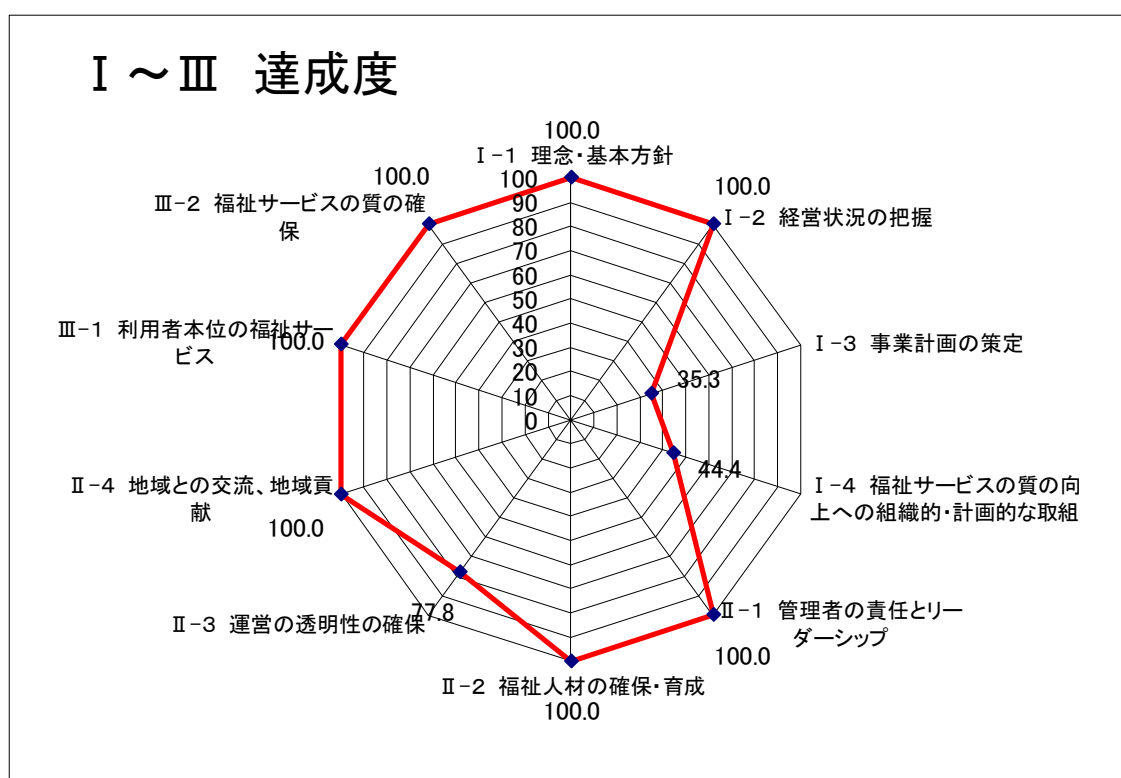 Ⅰ～Ⅲ 達成度
100.0
Ⅰ-1 理念・基本方針
100.0
Ⅰ-2 経営状況の把握
Ⅰ-3 事業計画の策定
35.3
44.4
Ⅰ-4 福祉サービスの質の向
上への組織的・計画的な取組
Ⅱ-1 管理者の責任とリー
ダーシップ
100.0
Ⅱ-2 福祉人材の確保・育成
100.0
77.8
Ⅱ-3 運営の透明性の確保
Ⅱ-4 地域との交流、地域貢
献
100.0
Ⅲ-1 利用者本位の福祉サー
ビス
100.0
100.0
Ⅲ-2 福祉サービスの質の確
保
100
90
80
70
60
50
40
30
20
10
0